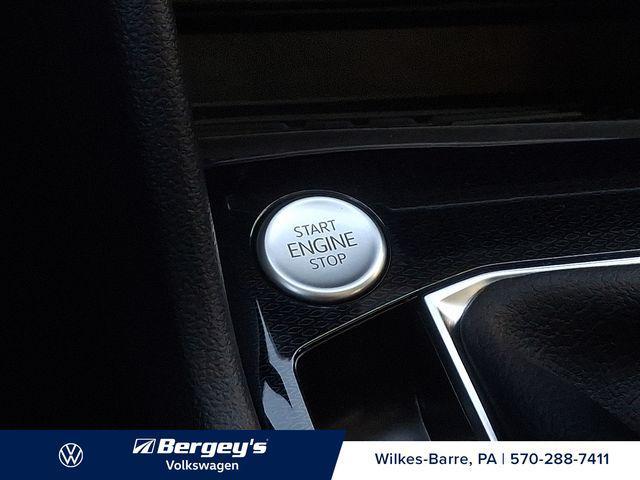 START
ENGINE
STOP
Bergey's
Volkswagen
Wilkes-Barre, PA | 570-288-7411